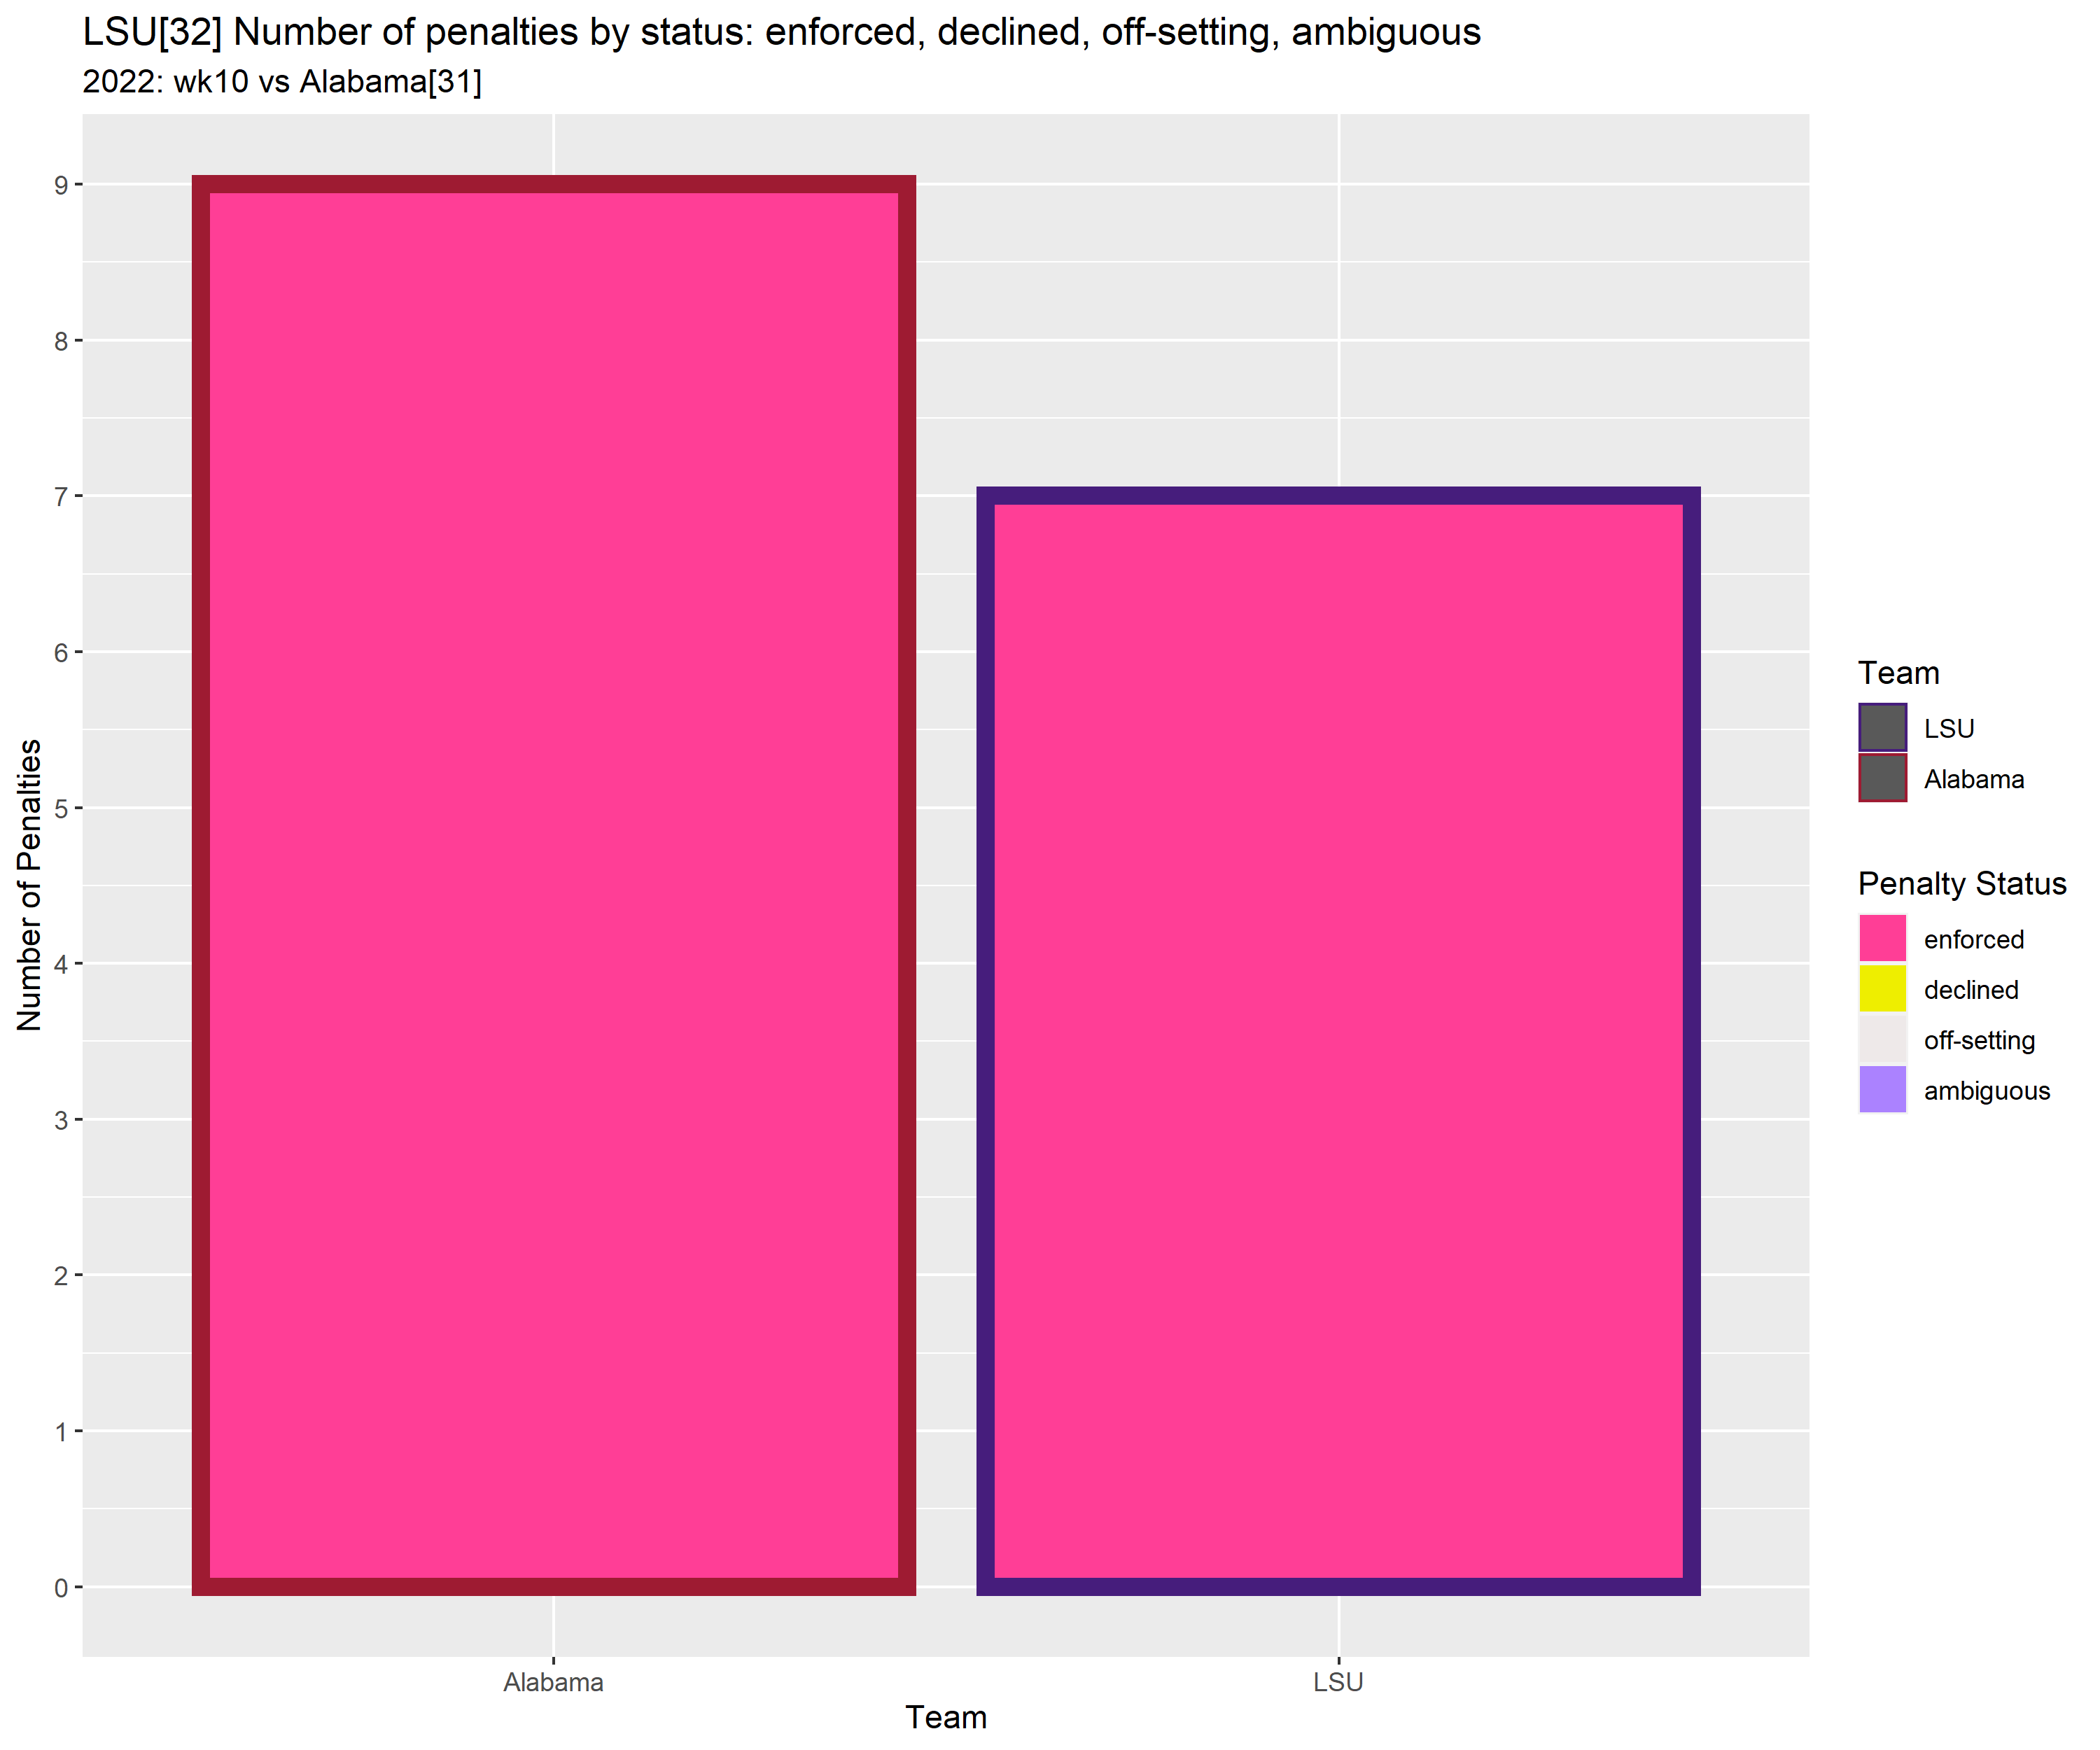 LSU[32] Number of penalties by status: enforced, declined, off-setting, ambiguous
2022: wk10 vs Alabama[31]
Number of Penalties
9
8
7
6
5
4
3
2
1
0
Alabama
LSU
Team
Team
LSU
Alabama
Penalty Status
enforced
declined
off-setting
ambiguous